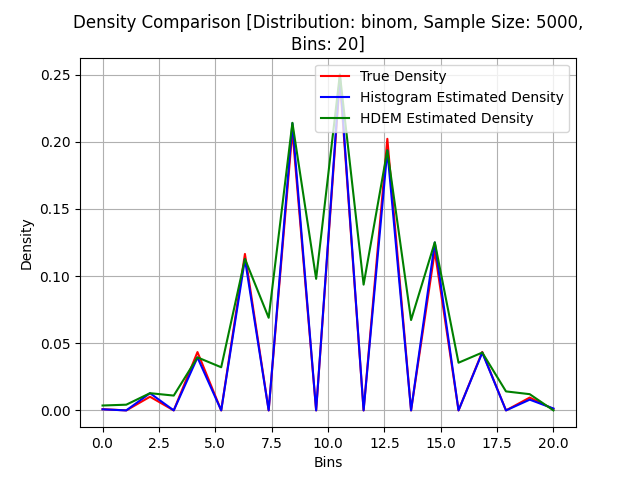 Density Comparison [Distribution: binom, Sample Size: 5000,
Bins: 20]
True Density
Histogram Estimated Density
HDEM Estimated Density
Density
0.25
0.20
0.15
0.10
0.05
0.00
0.0 2.5 5.0 7.5 10.0 12.5 15.0 17.5 20.0
Bins